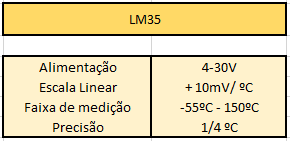 LM35
Alimentação 4-30V
Escala Linear + 10mV/ ºC
Faixa de medição -55ºC - 150ºC
Precisão 1/4 ºC